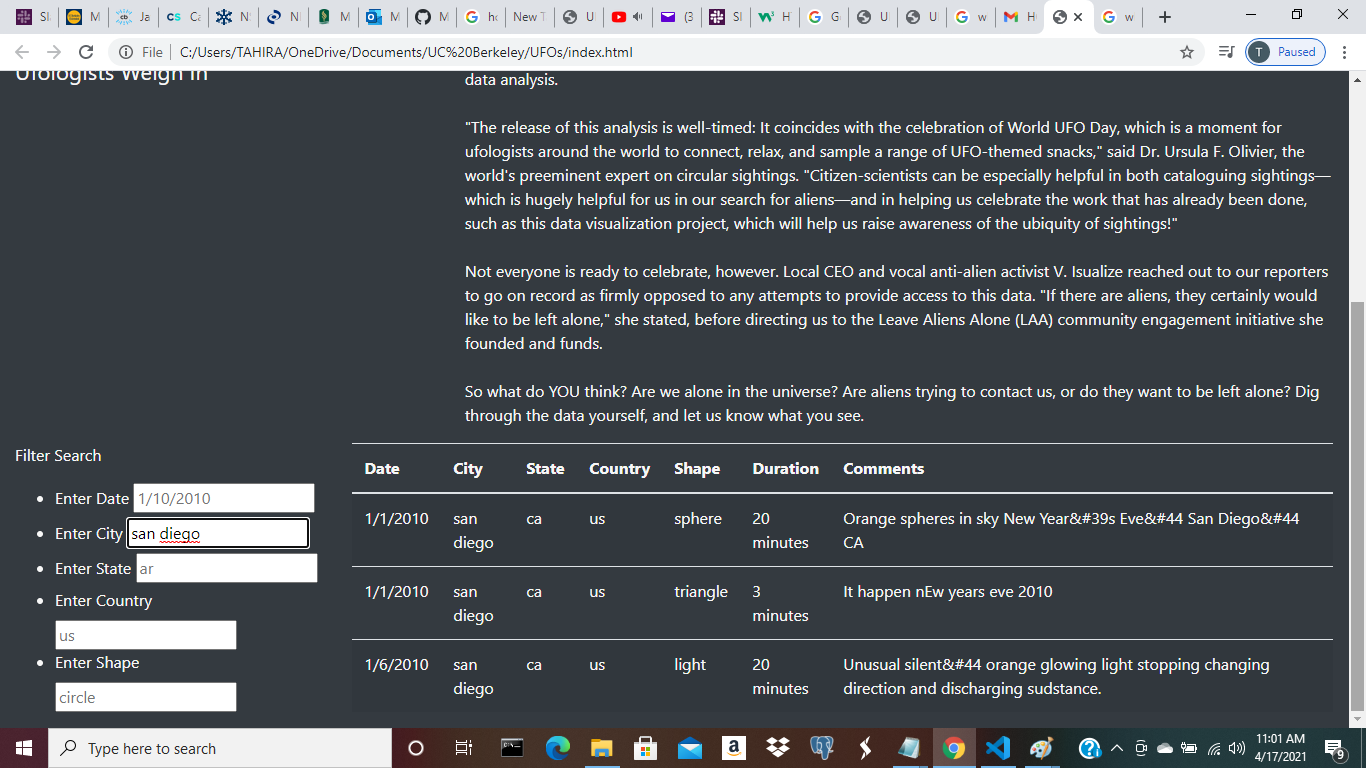 Sl
M
Ja
Ca
N
NI
M
M
M
ho
New T
U
(3
Sl
H
G
U
U
w
H
w
File
C:/Users/TAHIRA/OneDrive/Documents/UC%20Berkeley/UFOs/index.html
T Paused
Ufologists Weigh In
data analysis.
"The release of this analysis is well-timed: It coincides with the celebration of World UFO Day, which is a moment for
ufologists around the world to connect, relax, and sample a range of UFO-themed snacks," said Dr. Ursula F. Olivier, the
world's preeminent expert on circular sightings. "Citizen-scientists can be especially helpful in both cataloguing sightings—
which is hugely helpful for us in our search for aliens—and in helping us celebrate the work that has already been done,
such as this data visualization project, which will help us raise awareness of the ubiquity of sightings!"
Not everyone is ready to celebrate, however. Local CEO and vocal anti-alien activist V. Isualize reached out to our reporters
to go on record as firmly opposed to any attempts to provide access to this data. "If there are aliens, they certainly would
like to be left alone," she stated, before directing us to the Leave Aliens Alone (LAA) community engagement initiative she
founded and funds.
So what do YOU think? Are we alone in the universe? Are aliens trying to contact us, or do they want to be left alone? Dig
through the data yourself, and let us know what you see.
Filter Search
Enter Date 1/10/2010
Enter City san diego
Enter State ar
Enter Country
us
Enter Shape
circle
Date City State Country Shape Duration Comments
1/1/2010 san ca us sphere 20 Orange spheres in sky New Year&#39s Eve&#44 San Diego&#44
diego minutes CA
1/1/2010 san ca us triangle 3 It happen nEw years eve 2010
diego minutes
1/6/2010 san ca us light 20 Unusual silent&#44 orange glowing light stopping changing
diego minutes direction and discharging sudstance.
Type here to search
11:01 AM
4/17/2021
9